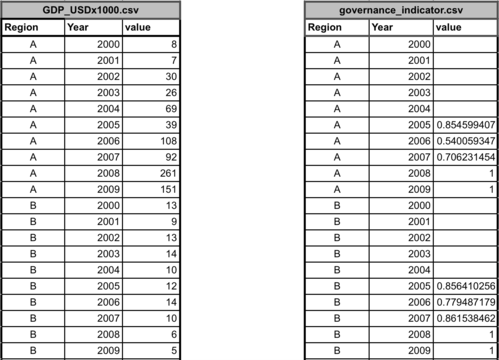 GDP_USDx1000.csv governance_indicator.csv
Region Year value Region Year value
A 2000 8 A 2000
A 2001 7 A 2001
A 2002 30 A 2002
A 2003 26 A 2003
A 2004 69 A 2004
A 2005 39 A 2005 0.854599407
A 2006 108 A 2006 0.540059347
A 2007 92 A 2007 0.706231454
A 2008 261 A 2008 1
A 2009 151 A 2009 1
B 2000 13 B 2000
B 2001 9 B 2001
B 2002 13 B 2002
B 2003 14 B 2003
B 2004 10 B 2004
B 2005 12 B 2005 0.856410256
B 2006 14 B 2006 0.779487179
B 2007 10 B 2007 0.861538462
B 2008 6 B 2008 1
B 2009 5 B 2009 1